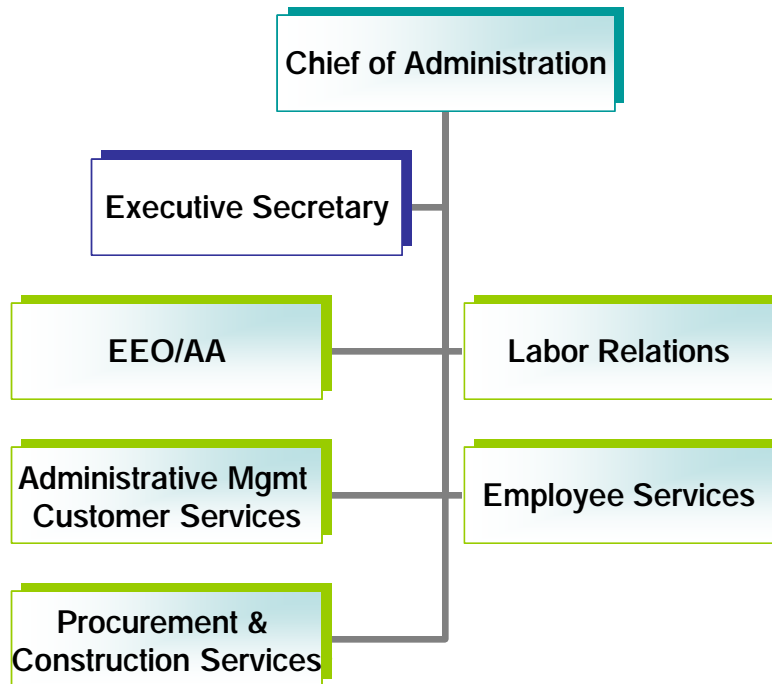 Chief of Administration
Executive Secretary
EEO/AA
Labor Relations
Administrative Mgmt
Customer Services
Employee Services
Procurement &
Construction Services